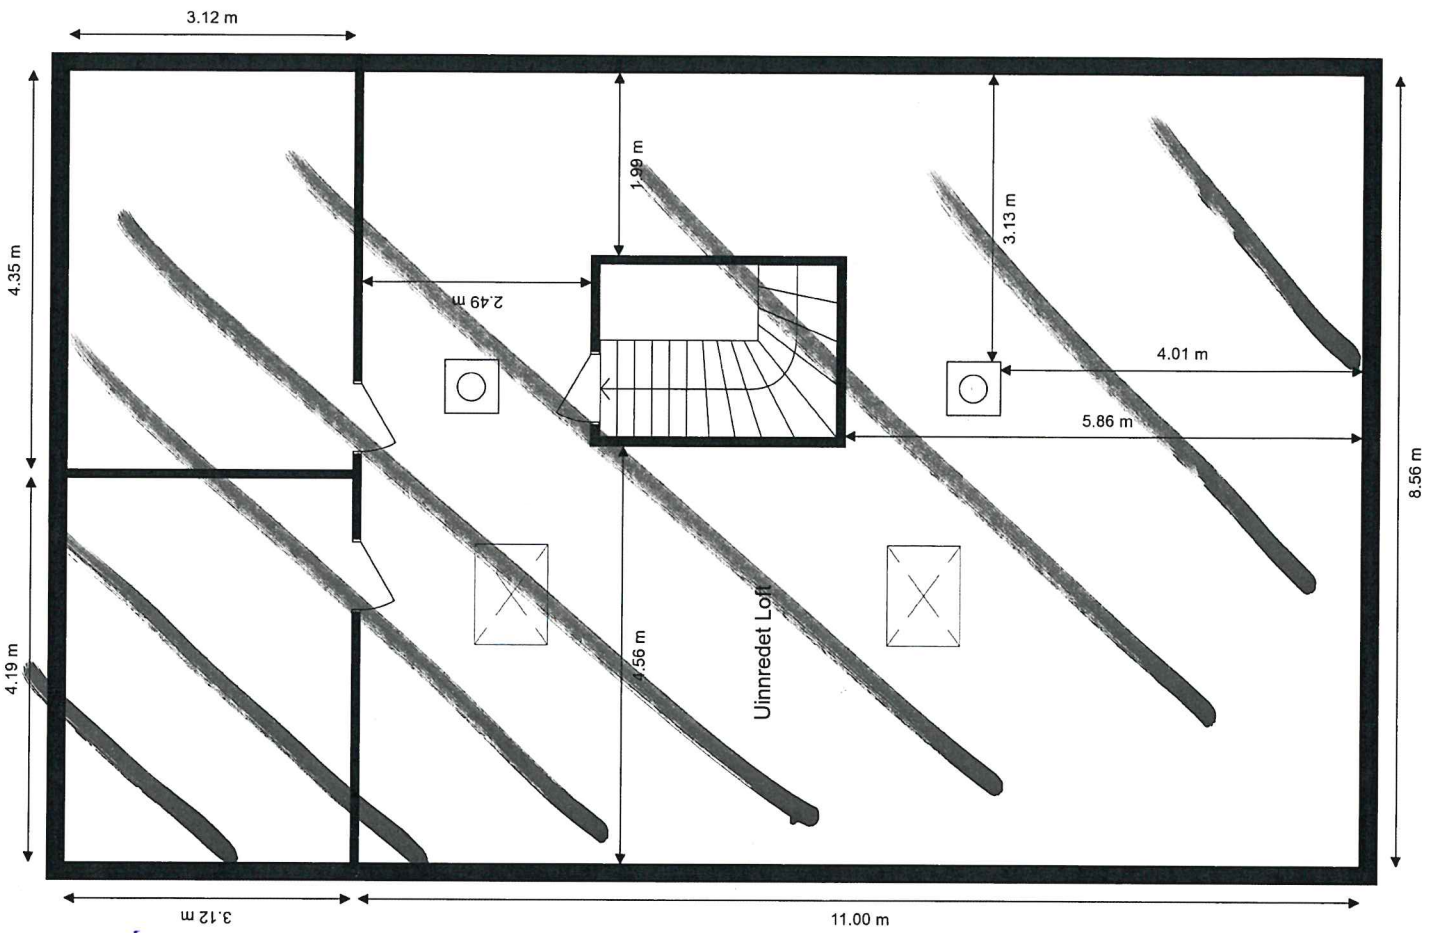 3.12 m
1.99 m
3.13 m
4.35 m
2.49 m
4.01 m
5.86 m
8.56 m
4.19 m
4.56 m
Uinnredet Loft
3.12 m
11.00 m